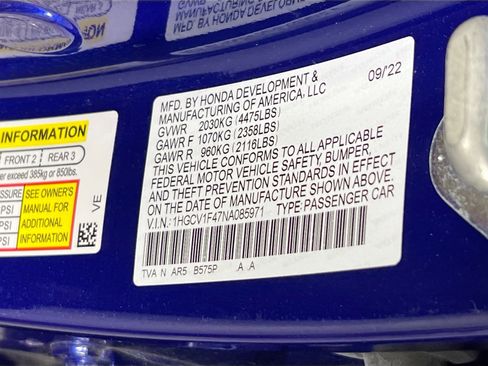 MFD. BY HONDA DEVELOPMENT &
MANUFACTURING OF AMERICA, LLC
09/22
GVWR 2030KG (4475LBS)
GAWR F 1070KG (2358LBS)
GAWR R 960KG (2116LBS)
THIS VEHICLE CONFORMS TO ALL APPLICABLE
FEDERAL MOTOR VEHICLE SAFETY, BUMPER,
AND THEFT PREVENTION STANDARDS IN EFFECT
ON THE DATE OF MANUFACTURE SHOWN ABOVE.
V.I.N.:1HGCV1F47NA085971 TYPE:PASSENGER CAR
TVA N AR5 B575P .A .A
INFORMATION
FRONT 2 REAR 3
exceed 385kg or 850lbs.
SEE OWNER'S
MANUAL FOR
ADDITIONAL
INFORMATION
PSI
PSI
VE